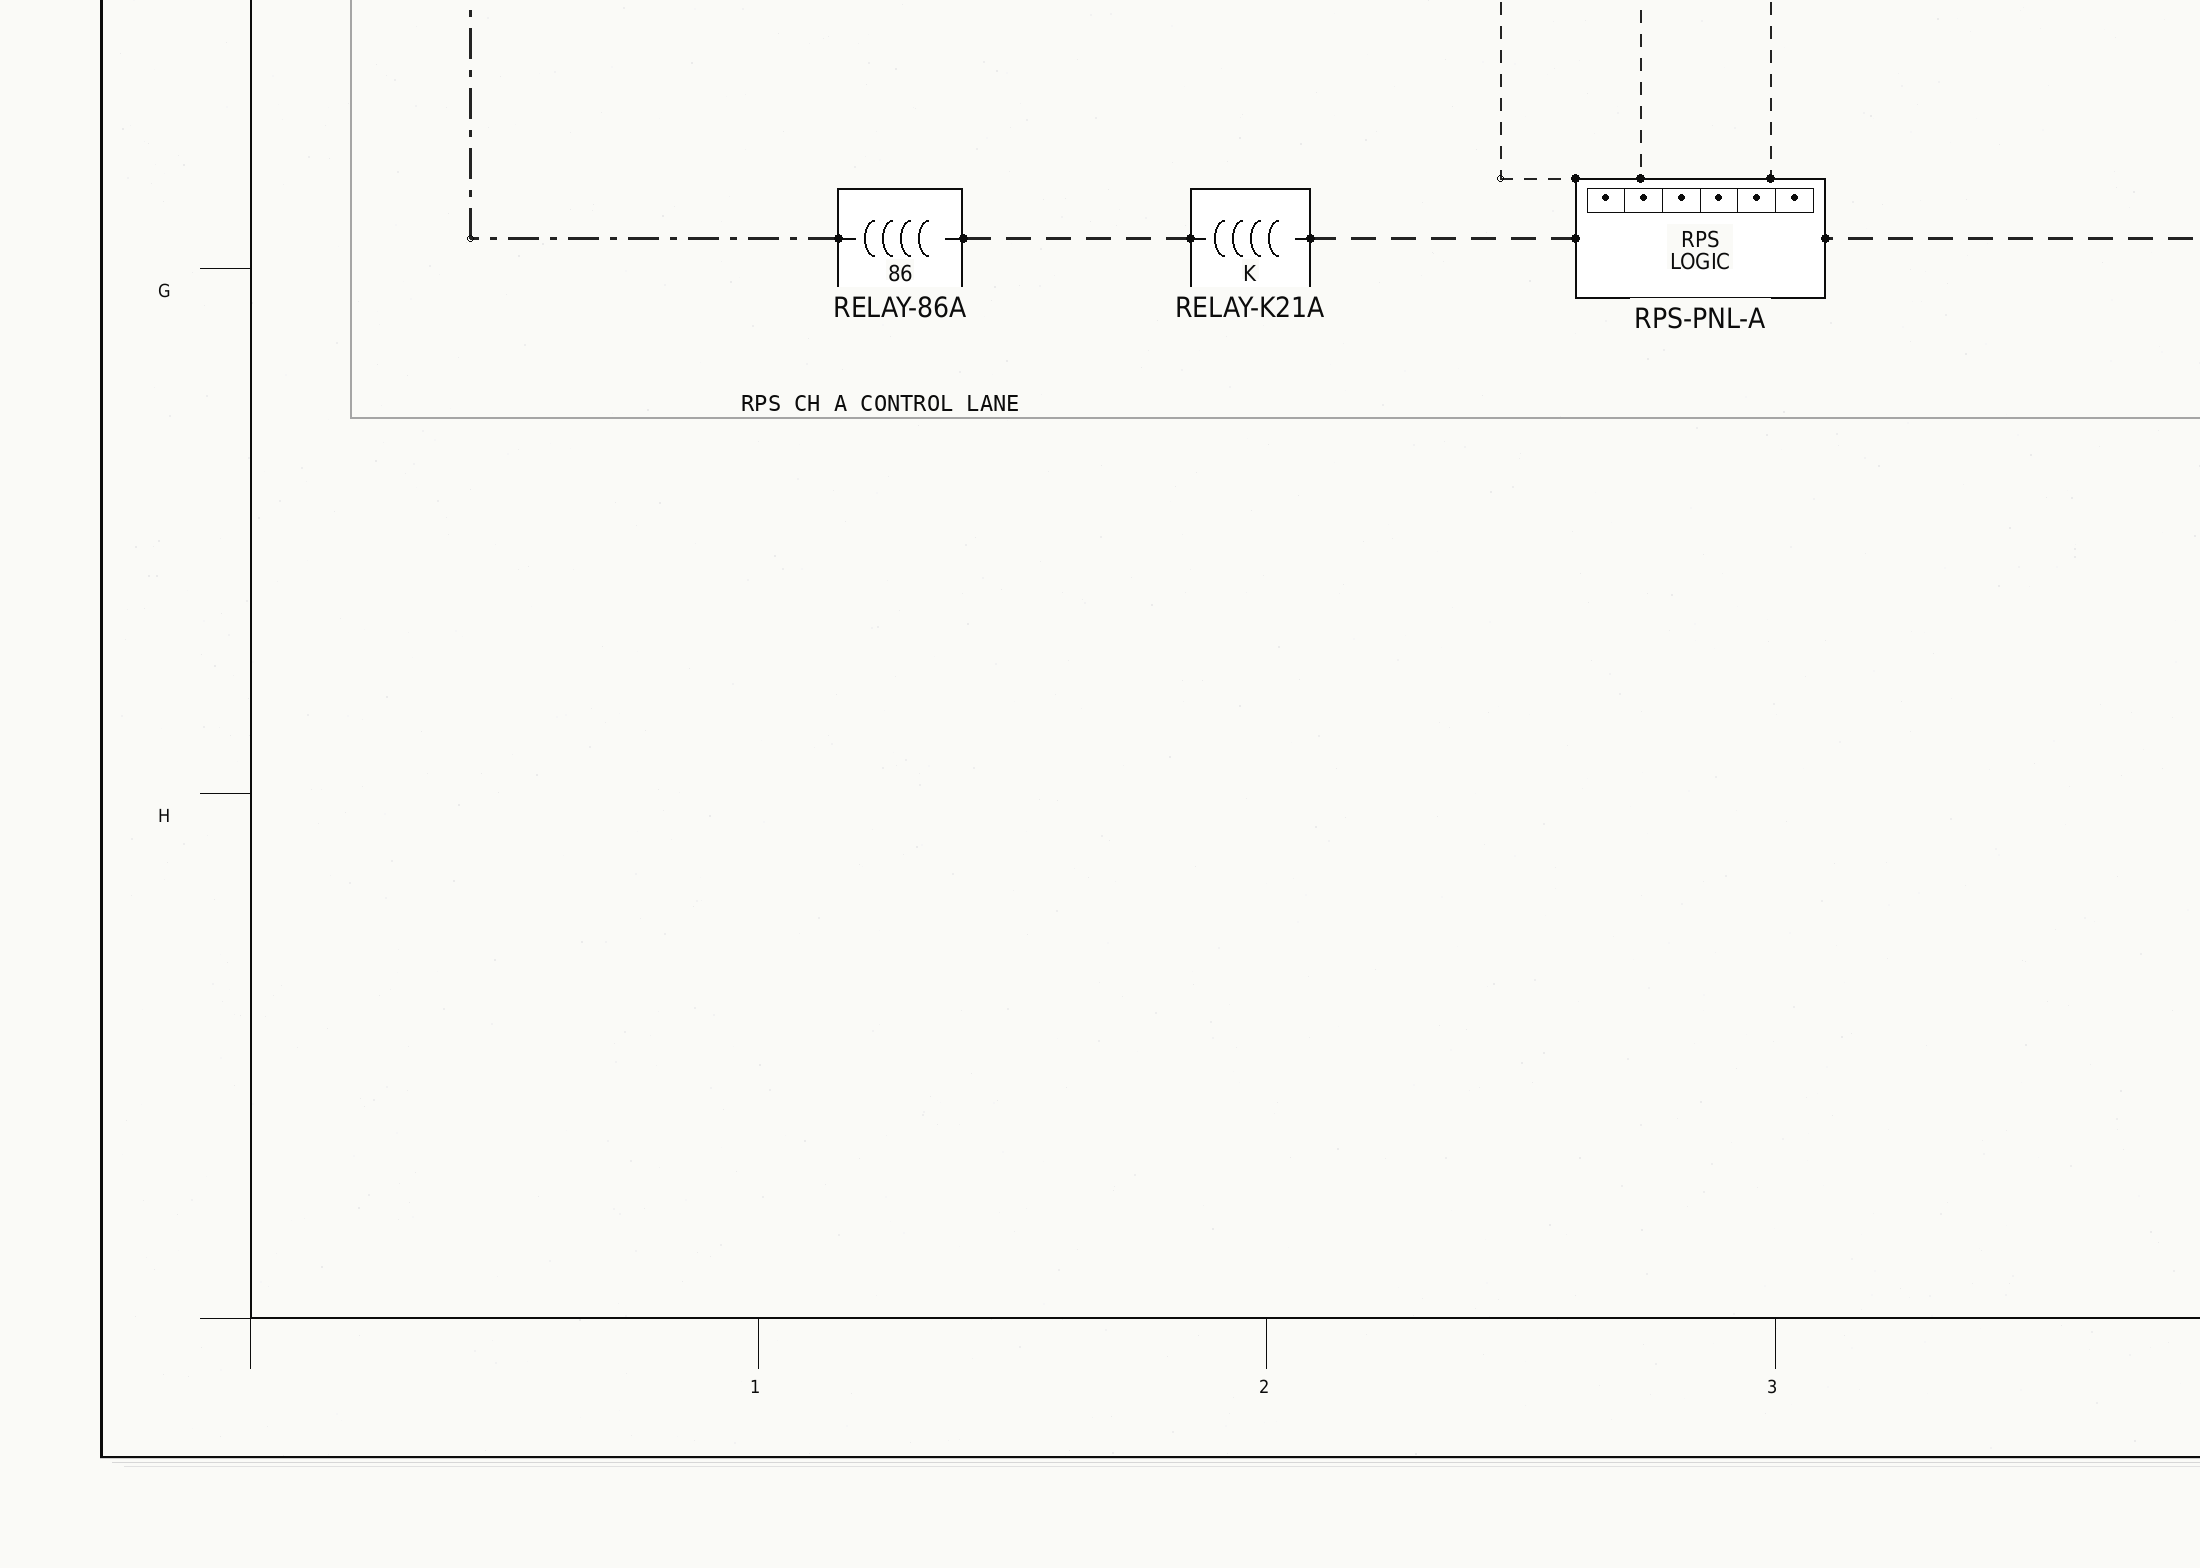 RPS
LOGIC
86
K
G
RELAY-86A
RELAY-K21A
RPS-PNL-A
RPS CH A CONTROL LANE
H
1
2
3